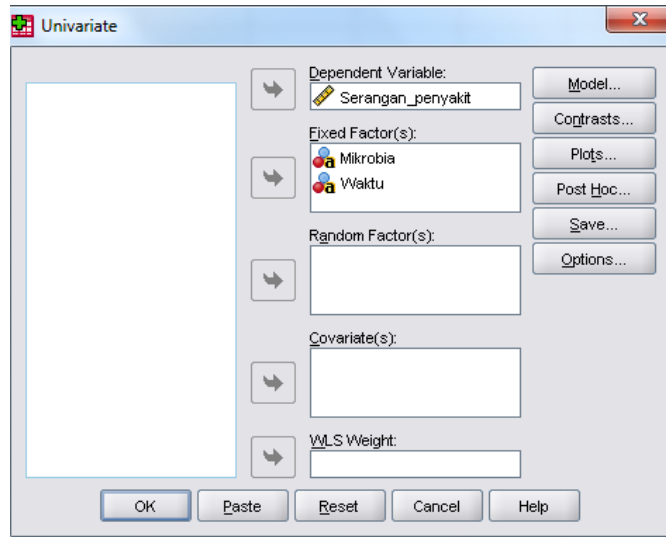 Univariate
Dependent Variable:
Serangan_penyakit
Fixed Factor(s):
a Mikrobia
a Waktu
Random Factor(s):
Covariate(s):
WLS Weight:
Model...
Contrasts...
Plots...
Post Hoc...
Save...
Options...
OK
Paste
Reset
Cancel
Help